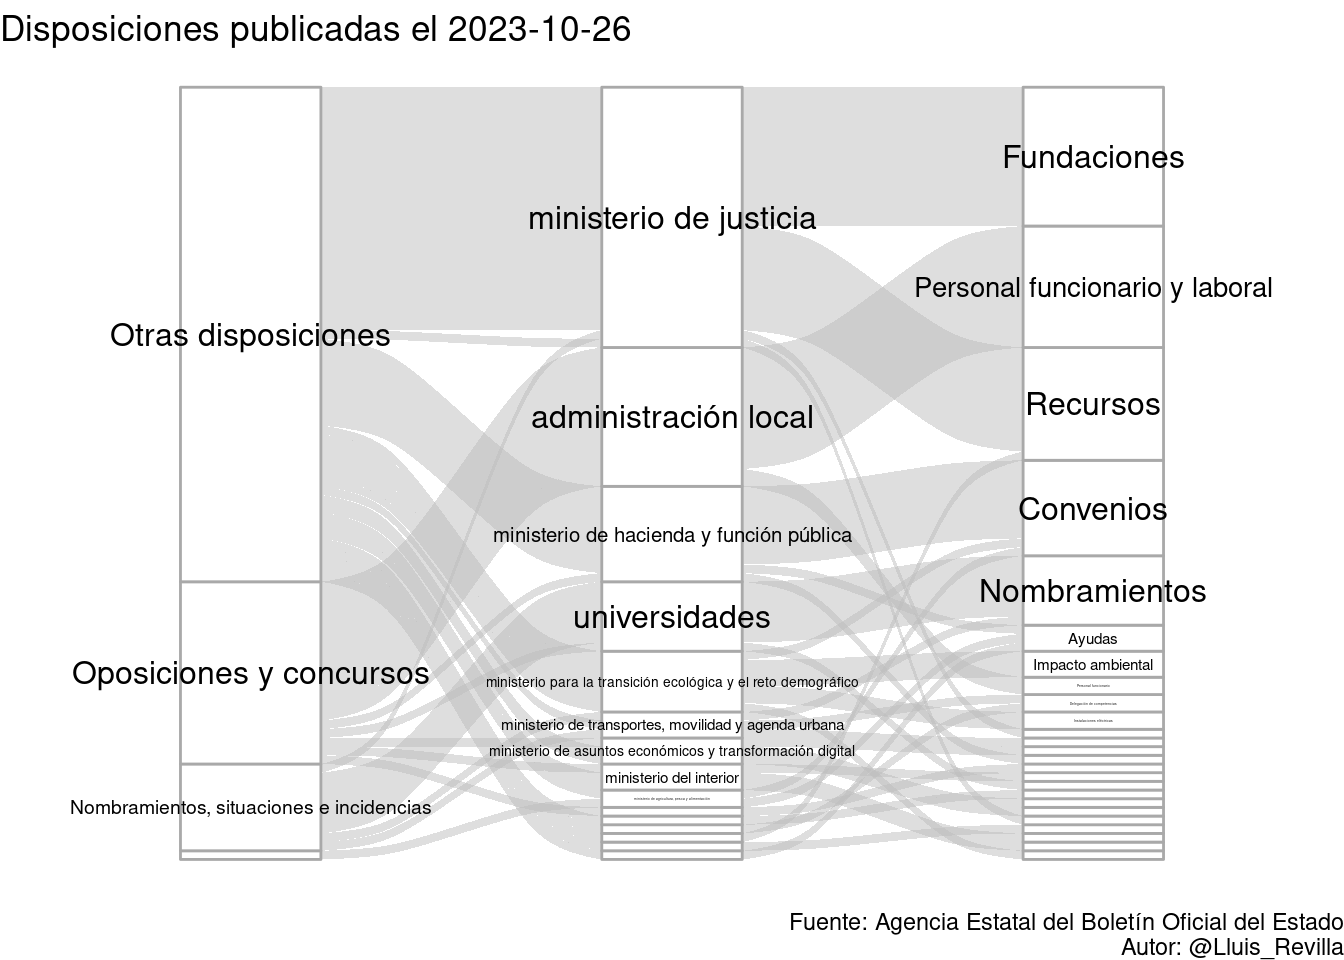 Disposiciones publicadas el 2023-10-26
Otras disposiciones
Oposiciones y concursos
Nombramientos, situaciones e incidencias
ministerio de justicia
administración local
ministerio de hacienda y función pública
universidades
ministerio para la transición ecológica y el reto demográfico
ministerio de transportes, movilidad y agenda urbana
ministerio de asuntos económicos y transformación digital
ministerio del interior
ministerio de agricultura, pesca y alimentación
Fundaciones
Personal funcionario y laboral
Recursos
Convenios
Nombramientos
Ayudas
Impacto ambiental
Personal funcionario
Delegación de competencias
Instalaciones eléctricas
Fuente: Agencia Estatal del Boletín Oficial del Estado
Autor: @Lluis_Revilla